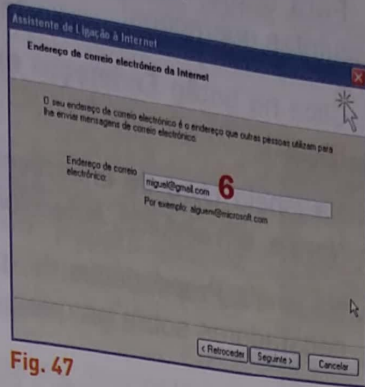 Assistente de Ligação à Internet
Endereço de correio electrónico da Internet
O seu endereço de correio electrónico é o endereço que outras pessoas utilizam para
lhe enviar mensagens de correio electrónico.
Endereço de correio
electrónico:
miguel@gmail.com 6
Por exemplo: alguem@microsoft.com
< Retroceder Seguinte > Cancelar
Fig. 47